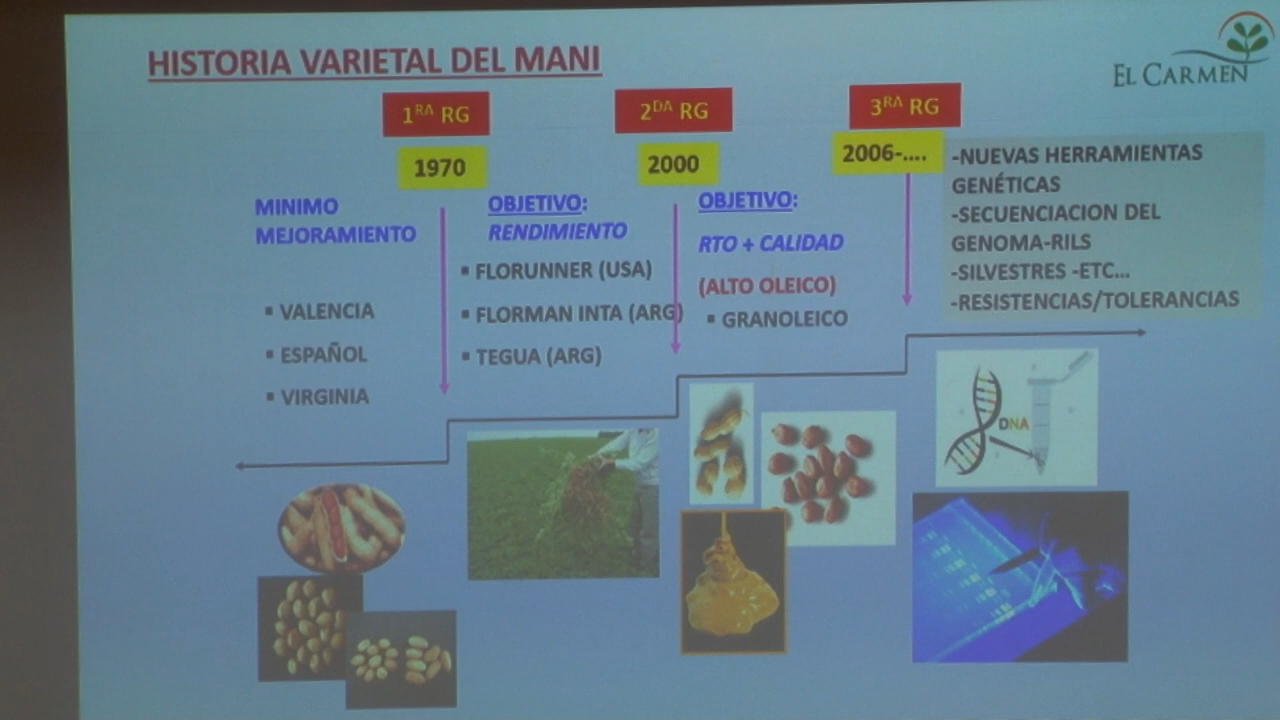 HISTORIA VARIETAL DEL MANI
EL CARMEN
1RA RG
2DA RG
3RA RG
1970
2000
2006-....
MINIMO
MEJORAMIENTO
▪ VALENCIA
▪ ESPAÑOL
▪ VIRGINIA
OBJETIVO:
RENDIMIENTO
▪ FLORUNNER (USA)
▪ FLORMAN INTA (ARG)
▪ TEGUA (ARG)
OBJETIVO:
RTO + CALIDAD
(ALTO OLEICO)
▪ GRANOLEICO
-NUEVAS HERRAMIENTAS
GENÉTICAS
-SECUENCIACION DEL
GENOMA-RILS
-SILVESTRES -ETC...
-RESISTENCIAS/TOLERANCIAS
DNA